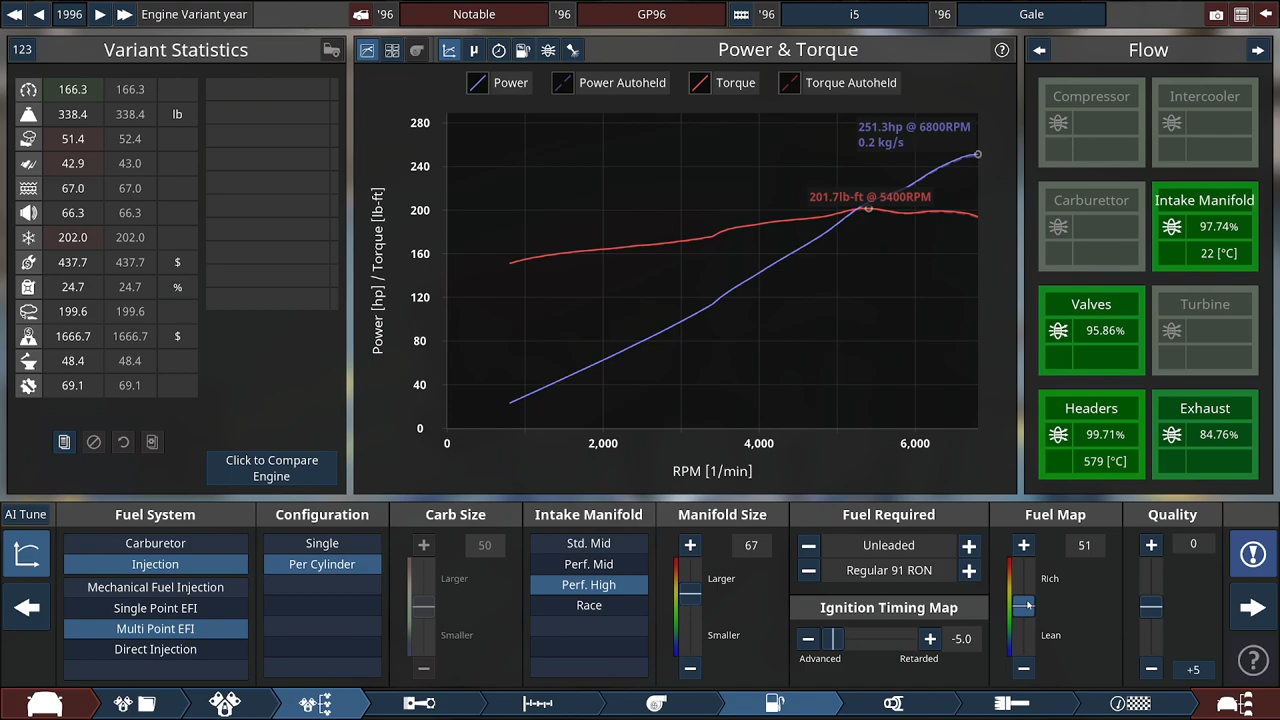 1996 Engine Variant year '96 Notable '96 GP96 '96 i5 '96 Gale
123 Variant Statistics
166.3 166.3
338.4 338.4 lb
51.4 51.4
42.9 43.0
67.0 67.0
66.3 66.3
202.0 202.0
437.7 437.7 $
24.7 24.7 %
199.6 199.6
1666.7 1666.7 $
48.4 48.4
69.1 69.1
Click to Compare
Engine
μ Power & Torque ?
Power Power Autoheld Torque Torque Autoheld
280
240
200
160
120
80
40
0
Power [hp] / Torque [lb-ft]
251.3hp @ 6800RPM
0.2 kg/s
201.7lb-ft @ 5400RPM
0 2,000 4,000 6,000
RPM [1/min]
Flow
Compressor Intercooler
Carburettor Intake Manifold
97.74%
22 [°C]
Valves Turbine
95.86%
Headers Exhaust
99.71% 84.76%
579 [°C]
AI Tune
Fuel System
Carburetor
Injection
Mechanical Fuel Injection
Single Point EFI
Multi Point EFI
Direct Injection
Configuration
Single
Per Cylinder
Carb Size
+ 50
Larger
Smaller
−
Intake Manifold
Std. Mid
Perf. Mid
Perf. High
Race
Manifold Size
+ 67
Larger
Smaller
−
Fuel Required
− Unleaded +
− Regular 91 RON +
Ignition Timing Map
− + -5.0
Advanced Retarded
Fuel Map
+ 51
Rich
Lean
−
Quality
+ 0
− +5
!
?